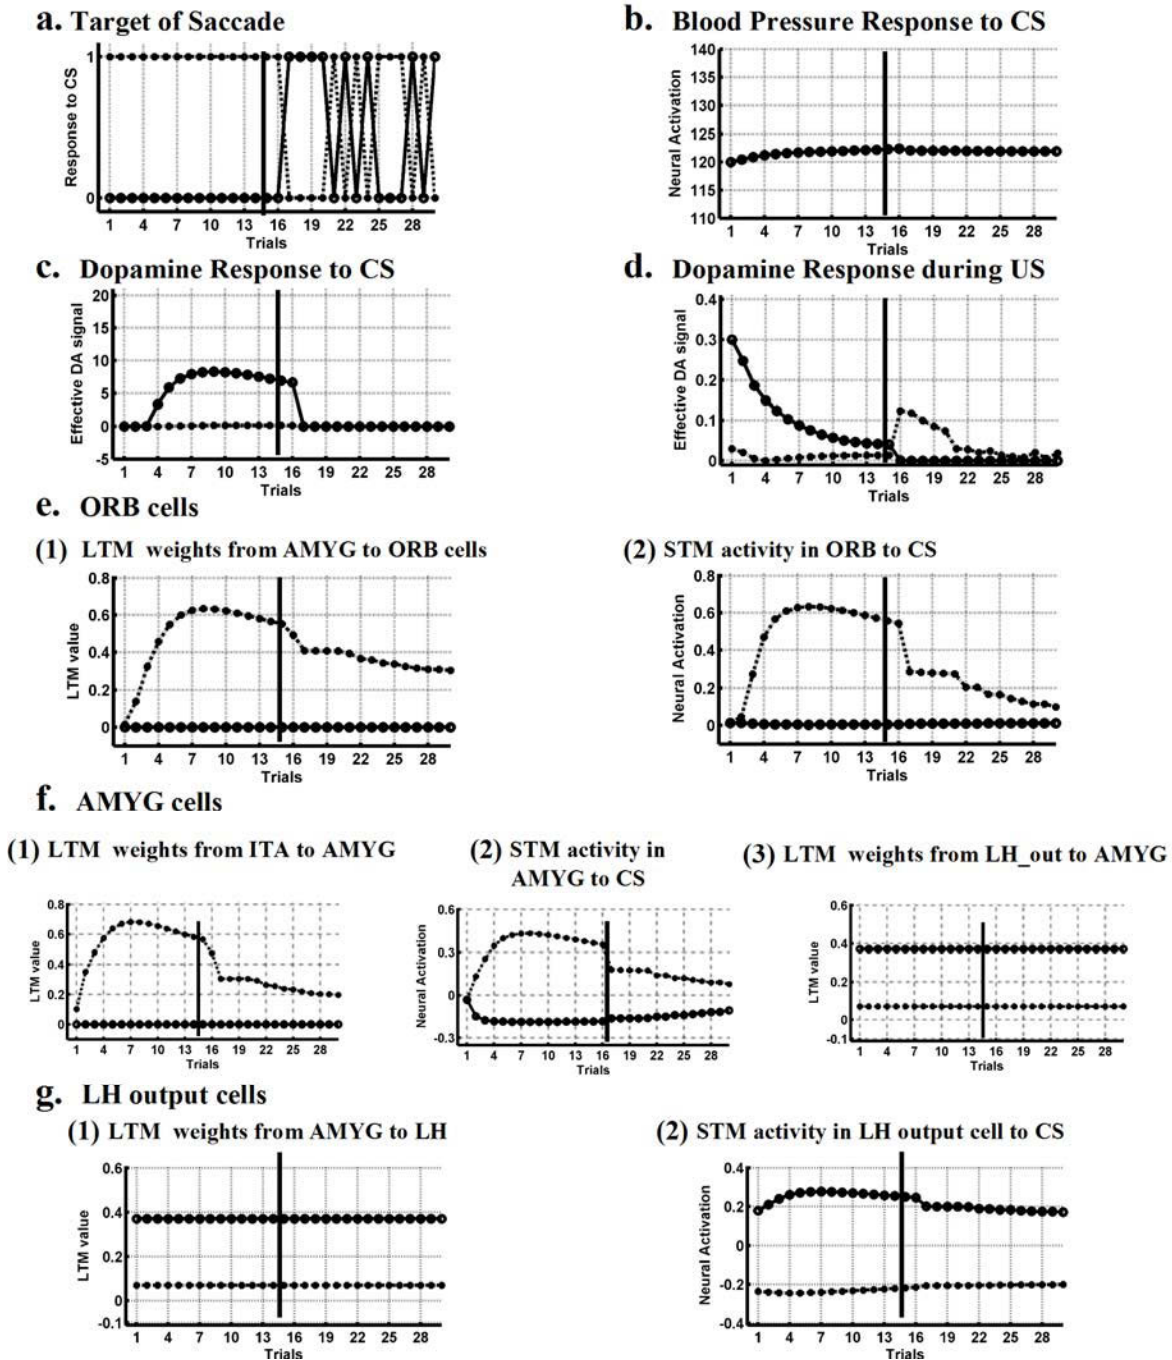 a. Target of Saccade
Response to CS
1
0
1 4 7 10 13 16 19 22 25 28
Trials
b. Blood Pressure Response to CS
Neural Activation
140
135
130
125
120
115
110
1 4 7 10 13 16 19 22 25 28
Trials
c. Dopamine Response to CS
Effective DA signal
20
15
10
5
0
-5
1 4 7 10 13 16 19 22 25 28
Trials
d. Dopamine Response during US
Effective DA signal
0.4
0.3
0.2
0.1
0
1 4 7 10 13 16 19 22 25 28
Trials
e. ORB cells
(1) LTM weights from AMYG to ORB cells
LTM value
0.8
0.6
0.4
0.2
0
1 4 7 10 13 16 19 22 25 28
Trials
(2) STM activity in ORB to CS
Neural Activation
0.8
0.6
0.4
0.2
0
1 4 7 10 13 16 19 22 25 28
Trials
f. AMYG cells
(1) LTM weights from ITA to AMYG
LTM value
0.8
0.6
0.4
0.2
0
1 4 7 10 13 16 19 22 25 28
Trials
(2) STM activity in
AMYG to CS
Neural Activation
0.6
0.3
0
-0.3
1 4 7 10 13 16 19 22 25 28
Trials
(3) LTM weights from LH_out to AMYG
LTM value
0.6
0.4
0.2
0
-0.1
1 4 7 10 13 16 19 22 25 28
Trials
g. LH output cells
(1) LTM weights from AMYG to LH
LTM value
0.6
0.4
0.2
0
-0.1
1 4 7 10 13 16 19 22 25 28
Trials
(2) STM activity in LH output cell to CS
Neural Activation
0.4
0.2
0
-0.2
-0.4
1 4 7 10 13 16 19 22 25 28
Trials